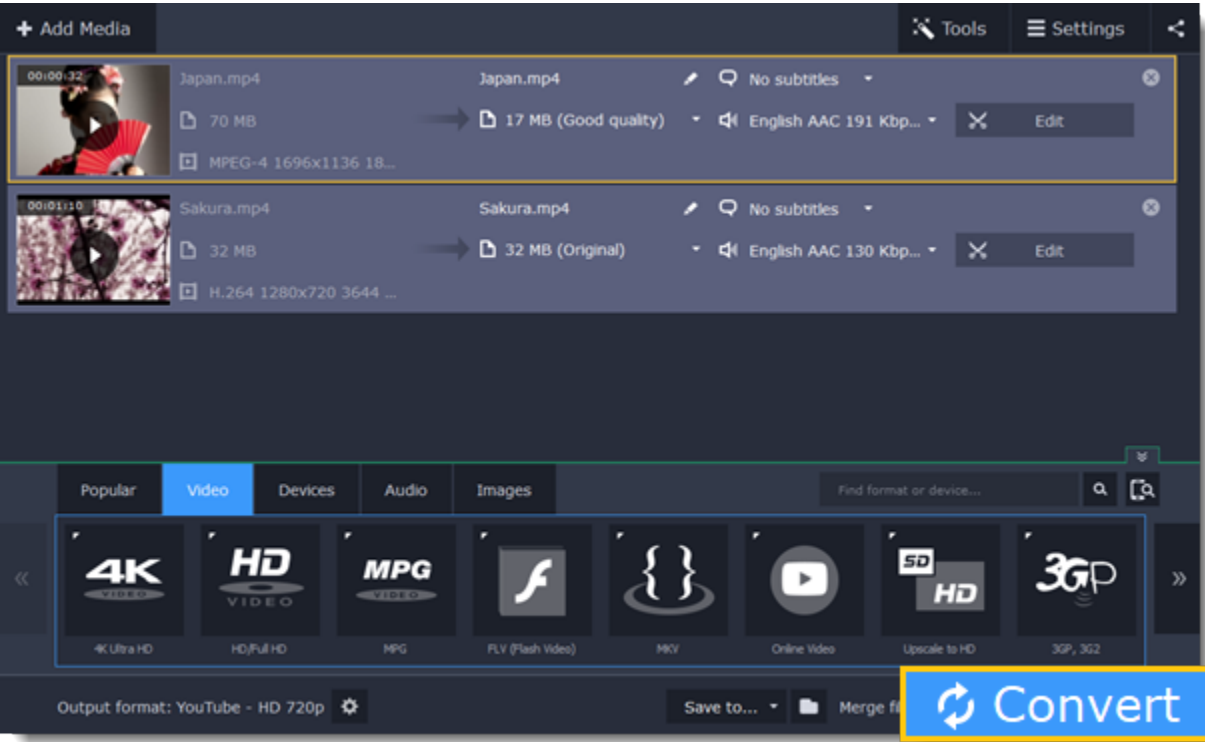 Add Media
Tools
Settings
00:00:32
Japan.mp4
Japan.mp4
No subtitles
70 MB
17 MB (Good quality)
English AAC 191 Kbp...
Edit
MPEG-4 1696x1136 18...
00:01:10
Sakura.mp4
Sakura.mp4
No subtitles
32 MB
32 MB (Original)
English AAC 130 Kbp...
Edit
H.264 1280x720 3644 ...
Popular
Video
Devices
Audio
Images
Find format or device...
4K VIDEO
HD VIDEO
MPG VIDEO
SD HD
3GP
4K Ultra HD
HD/Full HD
MPG
FLV (Flash Video)
MKV
Online Video
Upscale to HD
3GP, 3G2
Output format: YouTube - HD 720p
Save to...
Merge
Convert